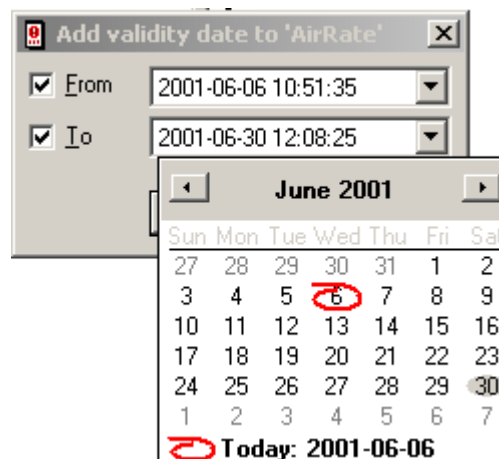 Add validity date to 'AirRate'
From 2001-06-06 10:51:35
To 2001-06-30 12:08:25
June 2001
Sun Mon Tue Wed Thu Fri Sat
27 28 29 30 31 1 2
3 4 5 6 7 8 9
10 11 12 13 14 15 16
17 18 19 20 21 22 23
24 25 26 27 28 29 30
1 2 3 4 5 6 7
Today: 2001-06-06